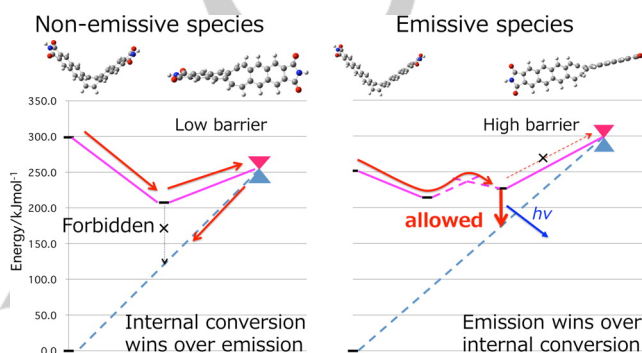 Non-emissive species
Emissive species
350.0
300.0
250.0
200.0
150.0
100.0
50.0
0.0
Energy/kJmol-1
Low barrier
Forbidden
×
Internal conversion
wins over emission
High barrier
×
allowed
hν
Emission wins over
internal conversion